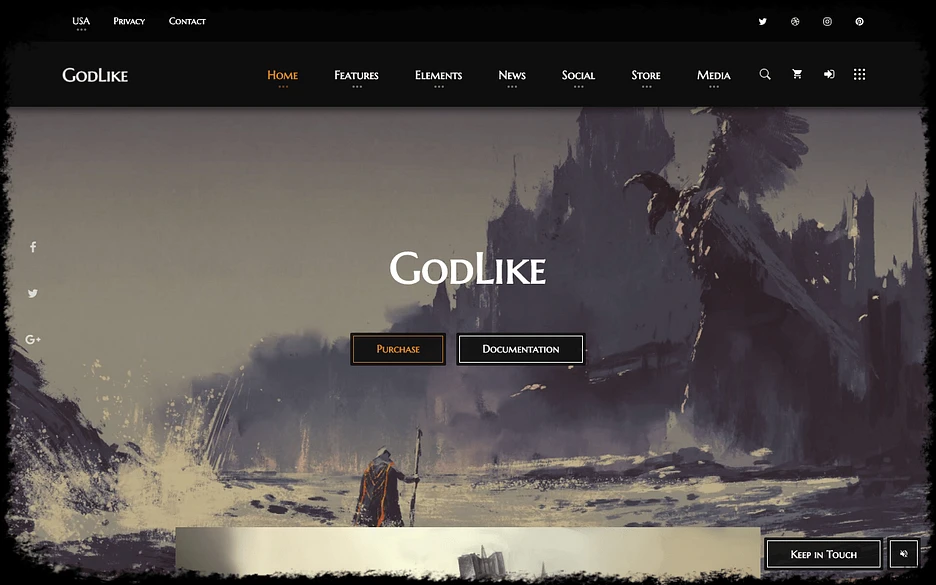 USA Privacy Contact
GodLike Home Features Elements News Social Store Media
GodLike
Purchase Documentation
Keep in Touch